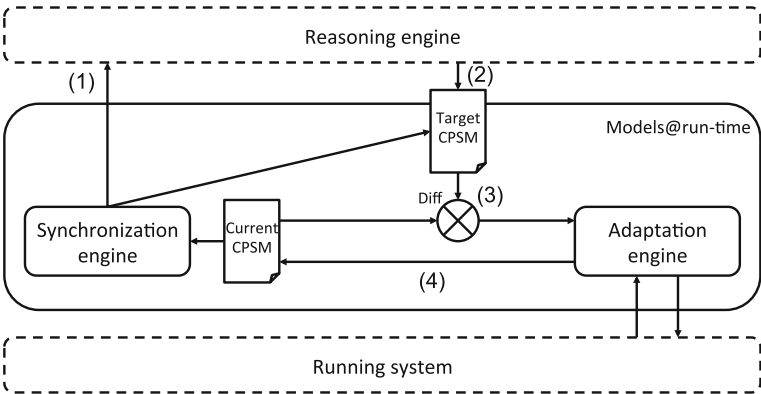 Reasoning engine
(1)
(2)
Target
CPSM
Models@run-time
Diff
(3)
Synchronization
engine
Current
CPSM
Adaptation
engine
(4)
Running system